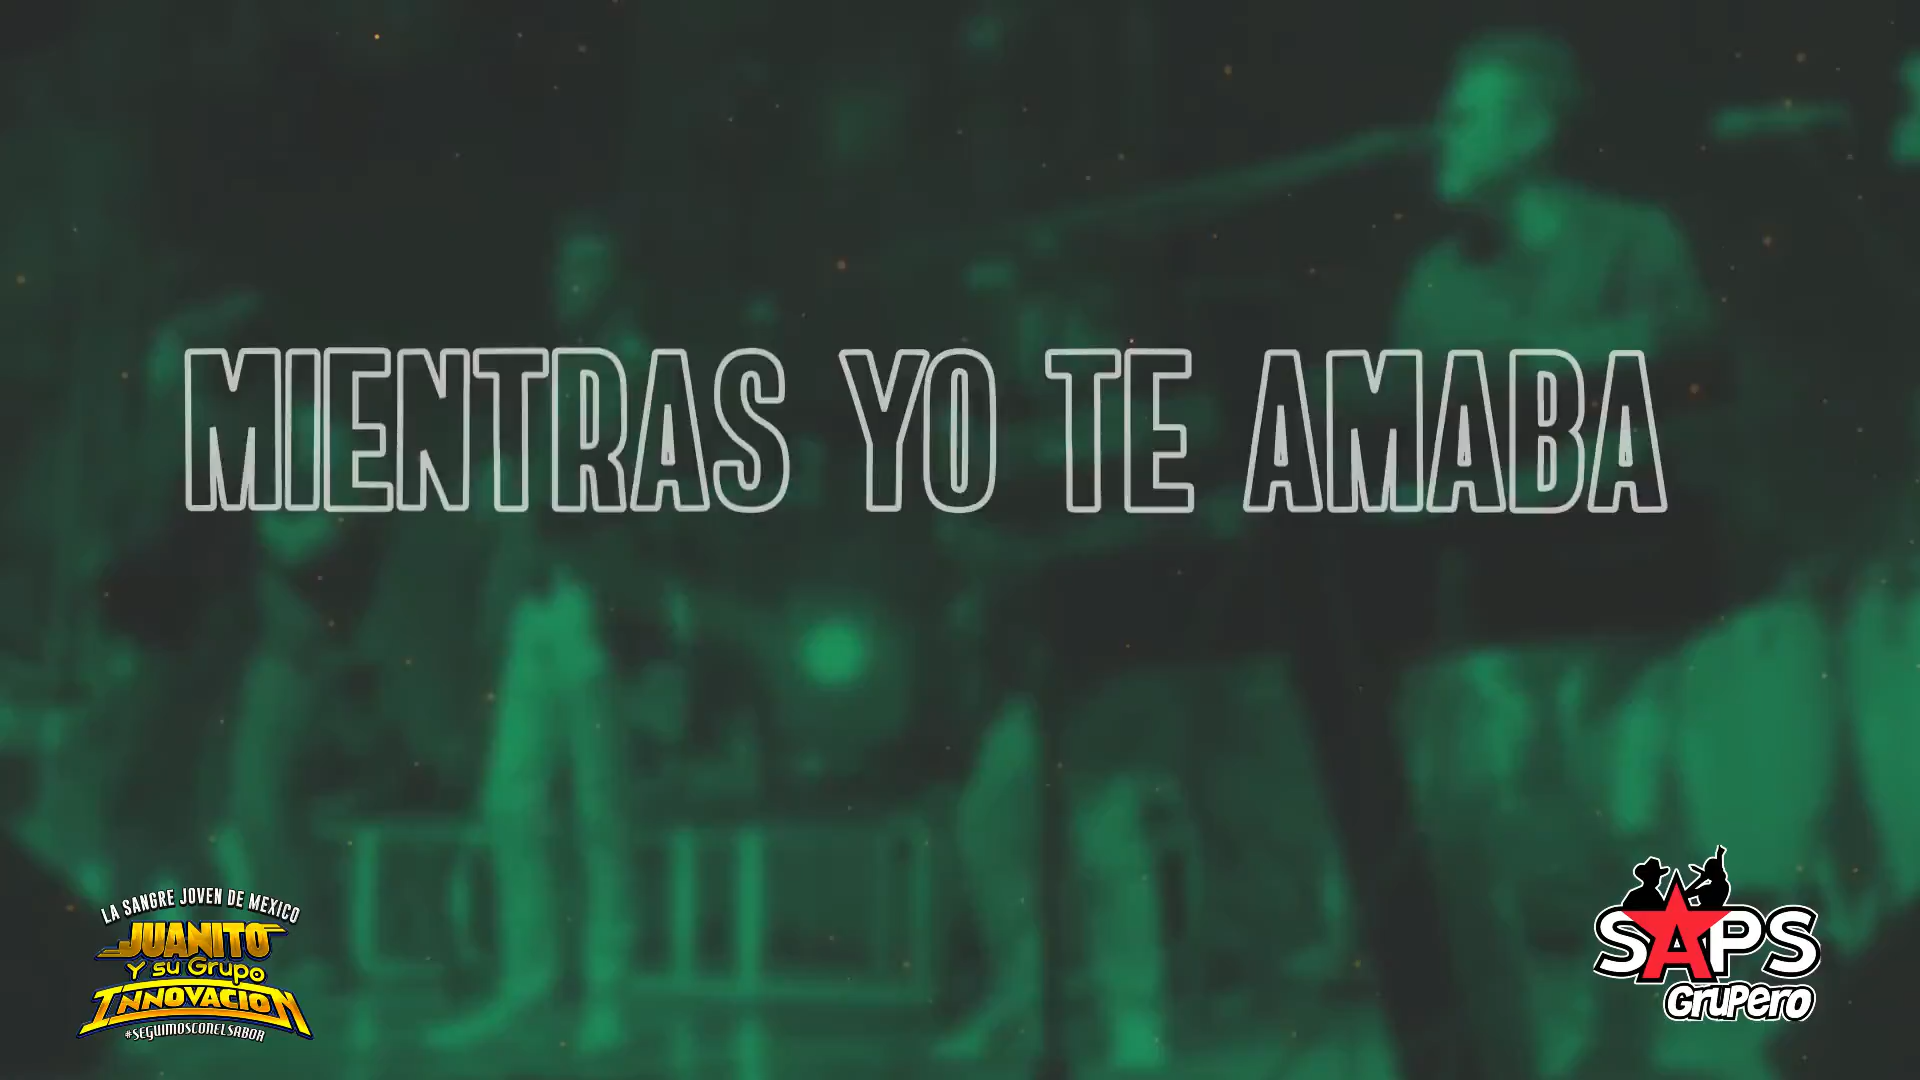 MIENTRAS YO TE AMABA
LA SANGRE JOVEN DE MEXICO
JUANITO
Y su Grupo
INNOVACION
#SEGUIMOSCONELSABOR
SAPS
GruPero